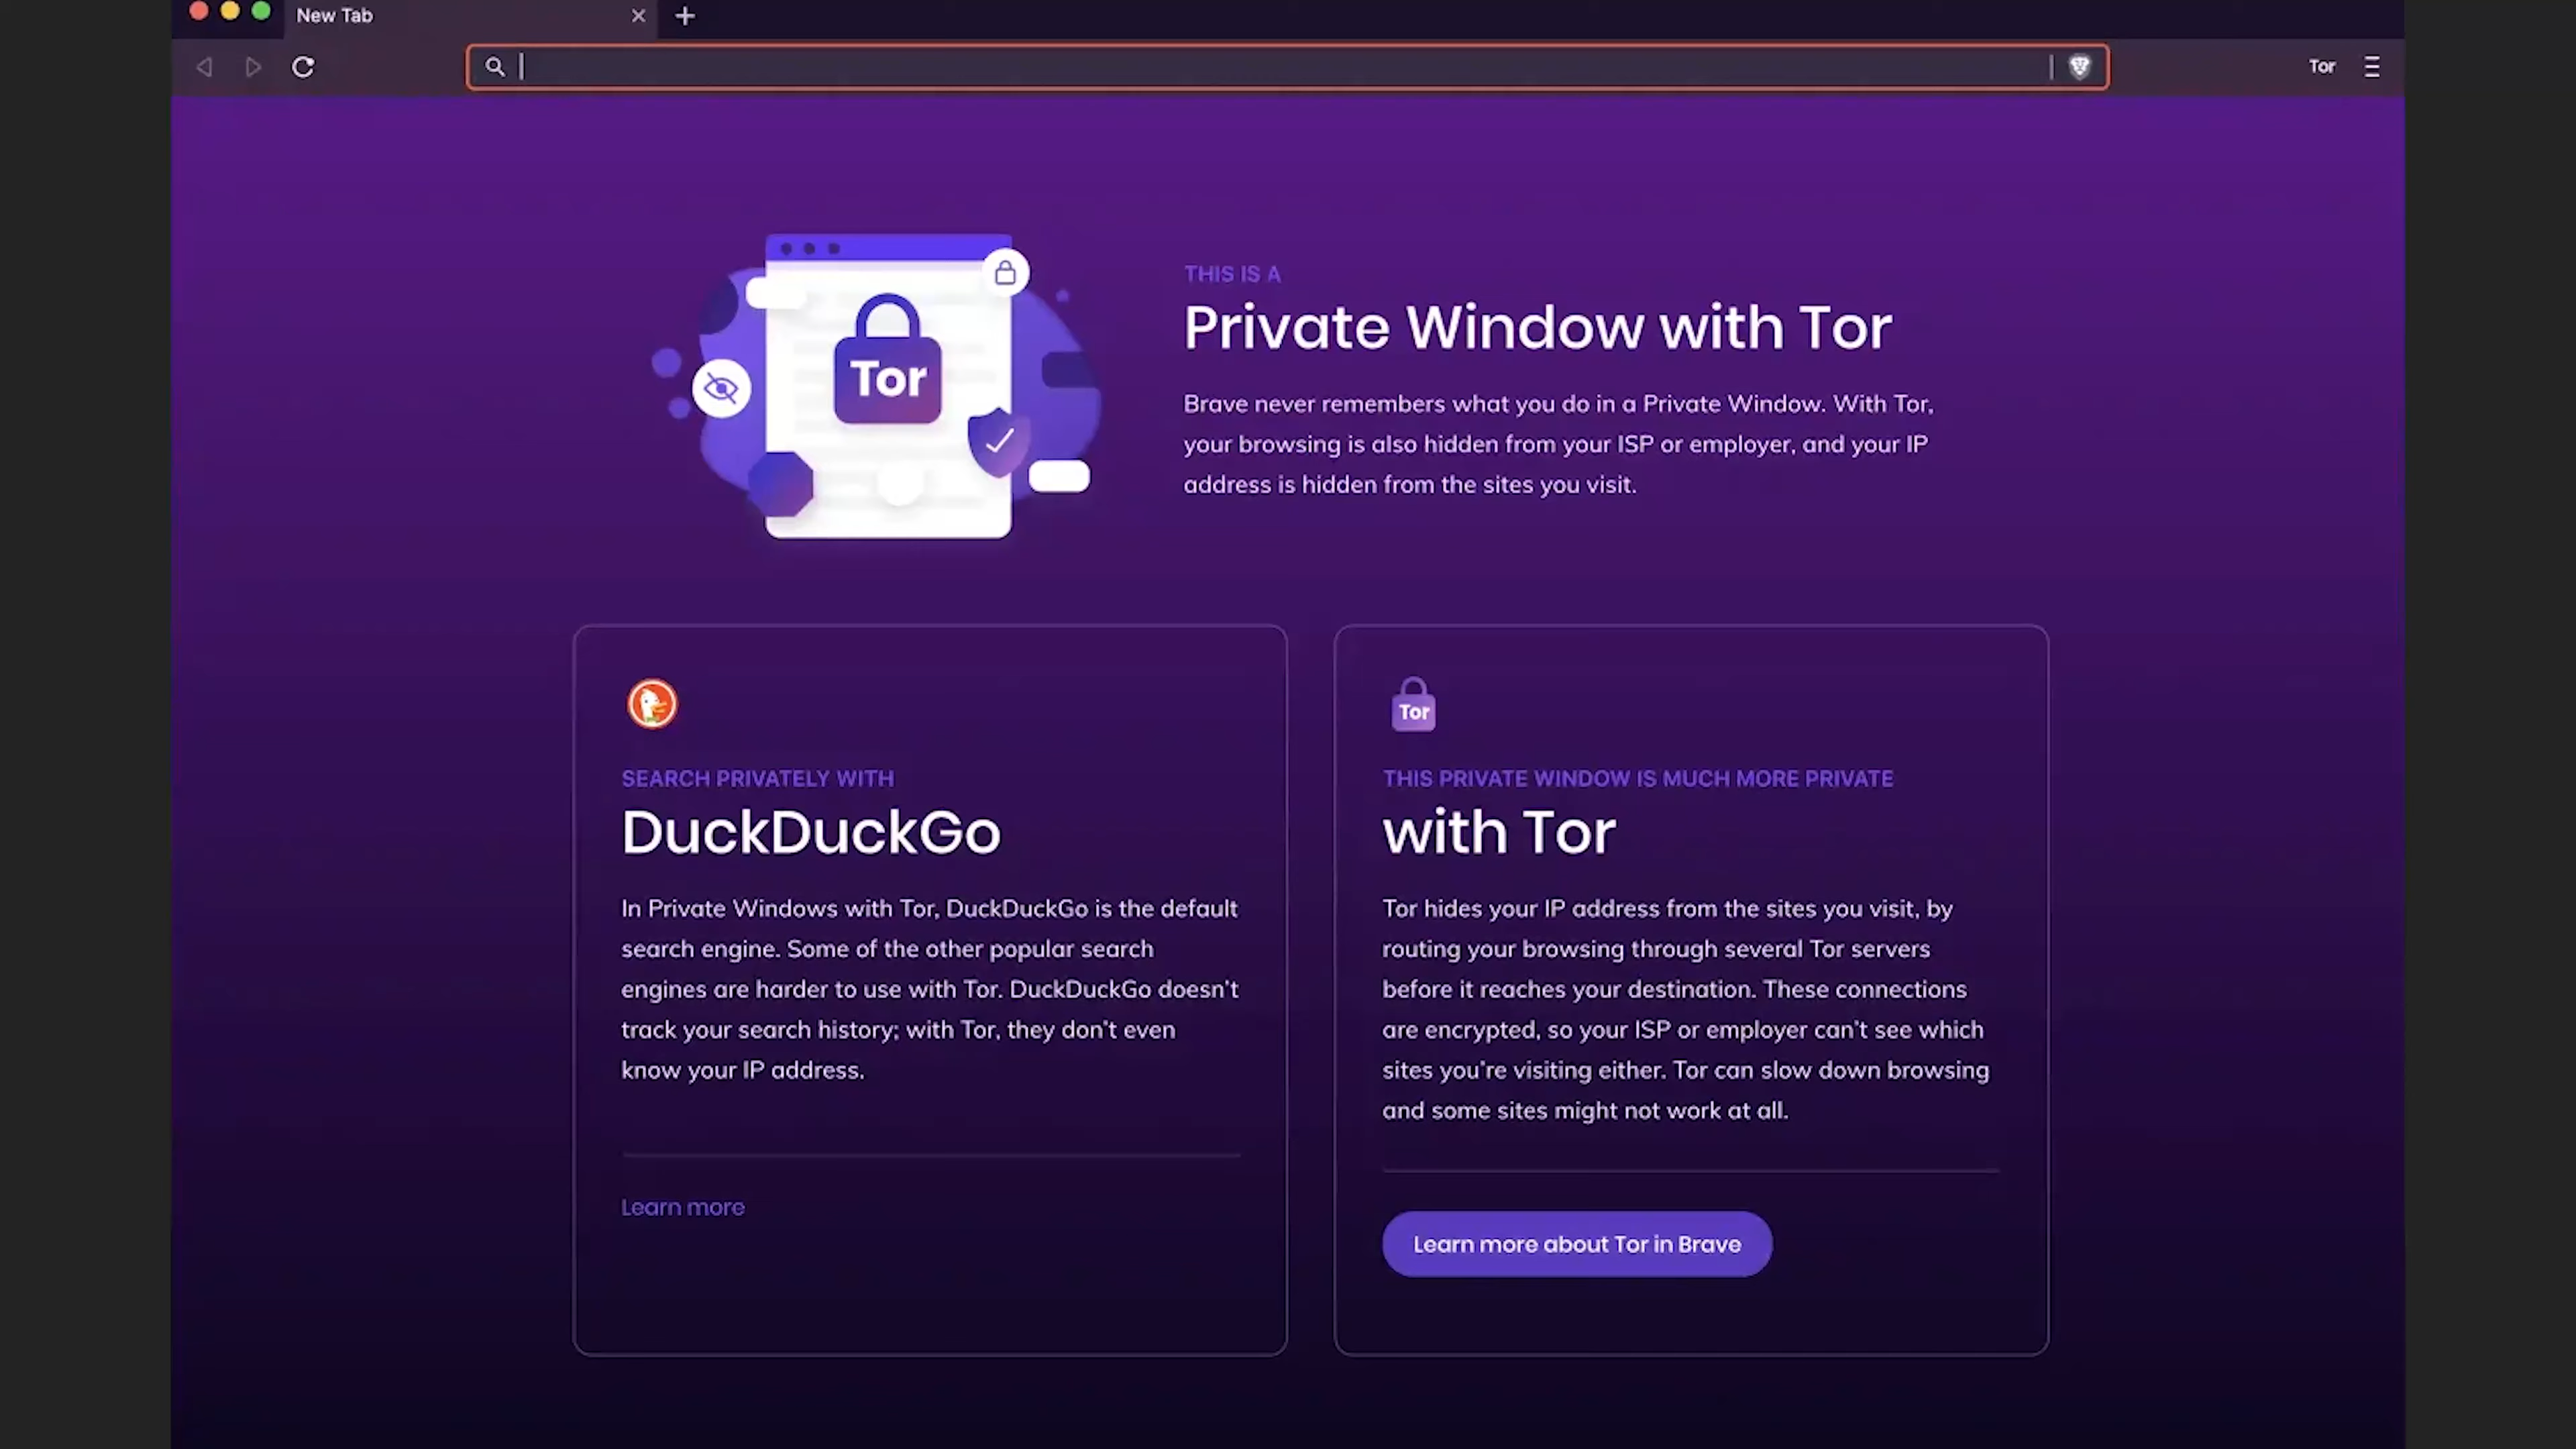 New Tab
Tor
THIS IS A
Private Window with Tor
Brave never remembers what you do in a Private Window. With Tor,
your browsing is also hidden from your ISP or employer, and your IP
address is hidden from the sites you visit.
Tor
SEARCH PRIVATELY WITH
DuckDuckGo
In Private Windows with Tor, DuckDuckGo is the default
search engine. Some of the other popular search
engines are harder to use with Tor. DuckDuckGo doesn't
track your search history; with Tor, they don't even
know your IP address.
Learn more
Tor
THIS PRIVATE WINDOW IS MUCH MORE PRIVATE
with Tor
Tor hides your IP address from the sites you visit, by
routing your browsing through several Tor servers
before it reaches your destination. These connections
are encrypted, so your ISP or employer can't see which
sites you're visiting either. Tor can slow down browsing
and some sites might not work at all.
Learn more about Tor in Brave